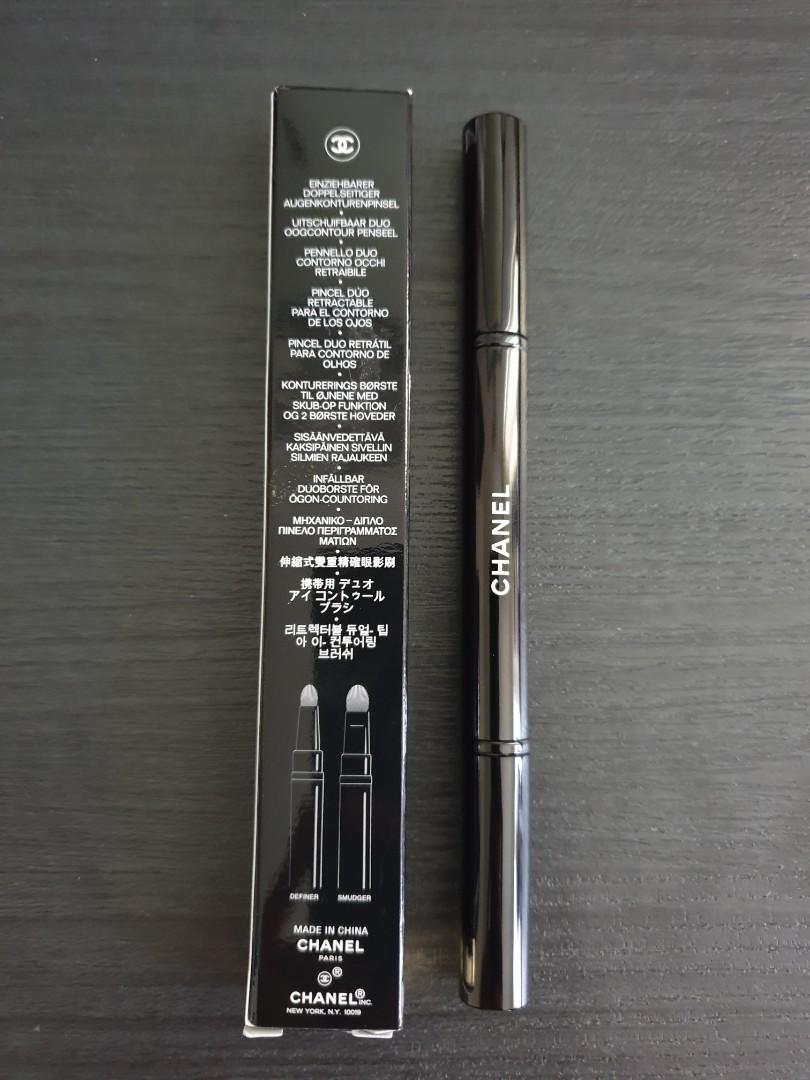 EINZIEHBARER
DOPPELSEITIGER
AUGENKONTURENPINSEL
UITSCHUIFBAAR DUO
OOGCONTOUR PENSEEL
PENNELLO DUO
CONTORNO OCCHI
RETRAIBILE
PINCEL DÚO
RETRACTABLE
PARA EL CONTORNO
DE LOS OJOS
PINCEL DUO RETRÁTIL
PARA CONTORNO DE
OLHOS
KONTURERINGS BØRSTE
TIL ØJNENE MED
SKUB-OP FUNKTION
OG 2 BØRSTE HOVEDER
SISÄÄNVEDETTÄVÄ
KAKSIPÄINEN SIVELLIN
SILMIEN RAJAUKEEN
INFÄLLBAR
DUOBORSTE FÖR
ÖGON-COUNTORING
ΜΗΧΑΝΙΚΟ – ΔΙΠΛΟ
ΠΙΝΕΛΟ ΠΕΡΙΓΡΑΜΜΑΤΟΣ
ΜΑΤΙΩΝ
伸縮式雙重精確眼影刷
携帯用 デュオ
アイ コントゥール
ブラシ
리트렉터블 듀얼- 팁
아 이- 컨투어링
브러쉬
DEFINER SMUDGER
MADE IN CHINA
CHANEL
PARIS
®
CHANEL® INC.
NEW YORK, N.Y. 10019
CHANEL